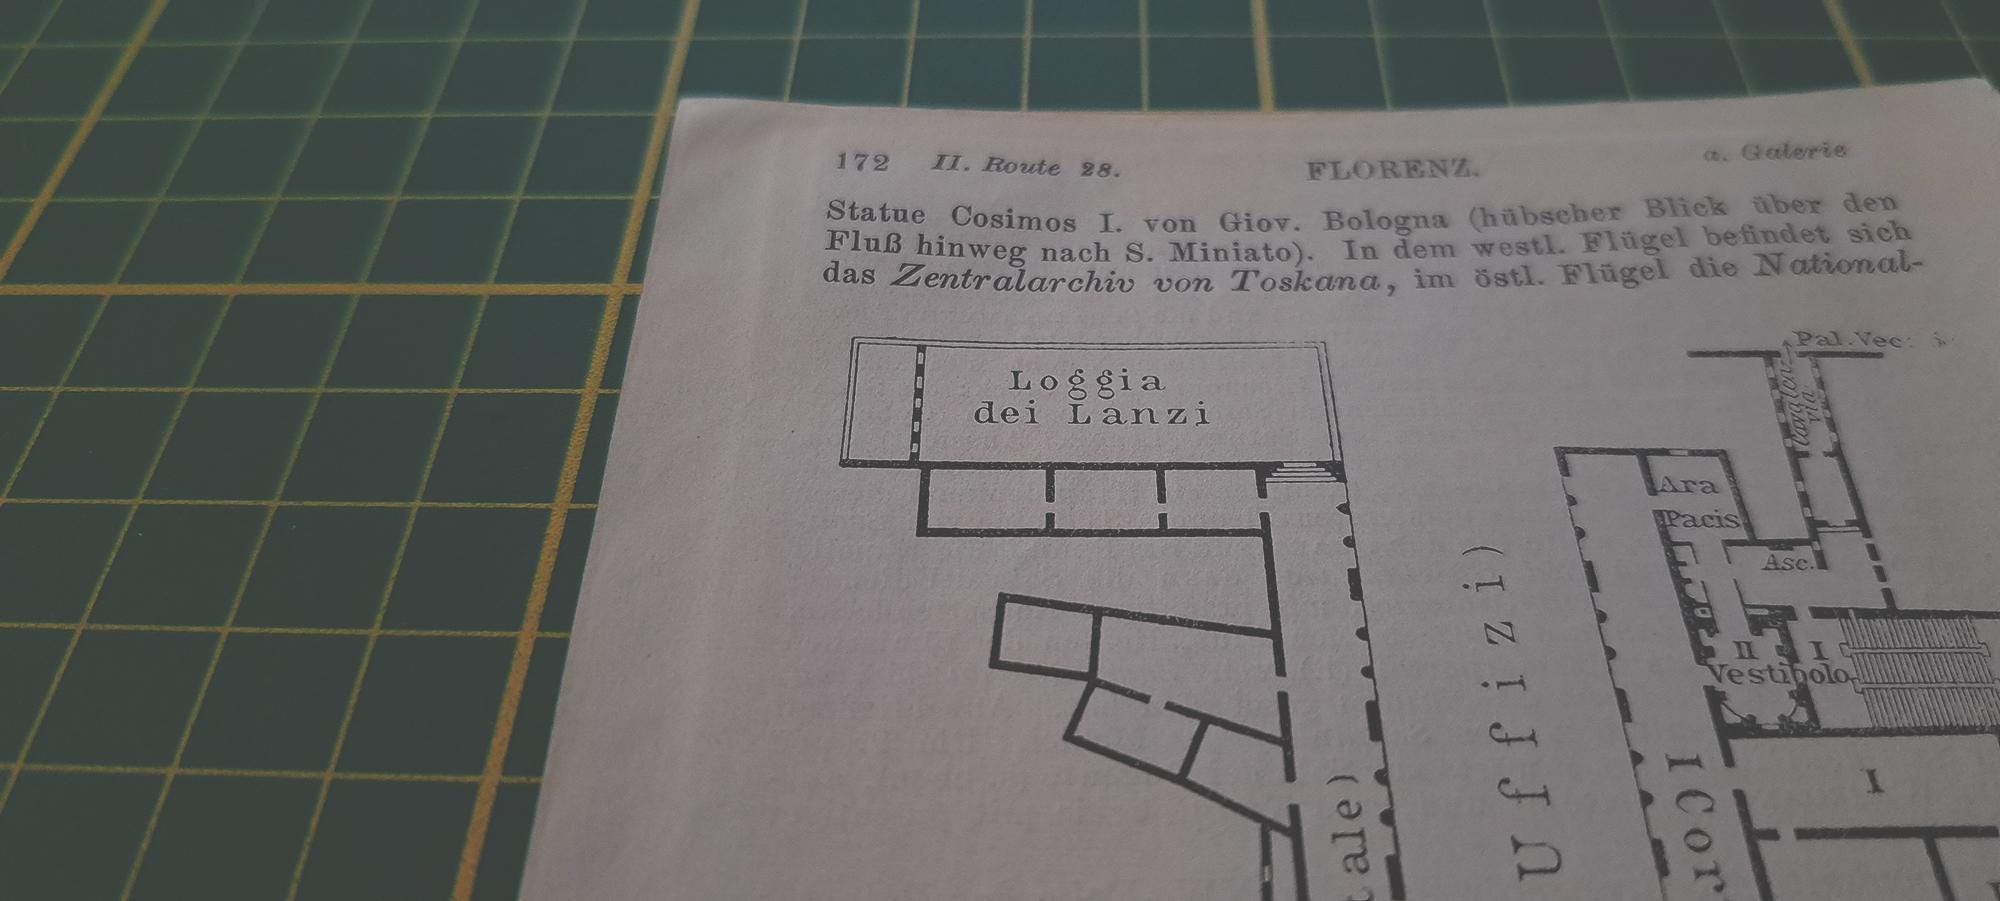 172 II. Route 28. FLORENZ. a. Galerie
Statue Cosimos I. von Giov. Bologna (hübscher Blick über den
Fluß hinweg nach S. Miniato). In dem westl. Flügel befindet sich
das Zentralarchiv von Toskana, im östl. Flügel die National-
Loggia
dei Lanzi
Pal. Vec
Ara
Pacis
Asc.
II I
Vestibolo
I
I Cor
Uffizi)
tale)